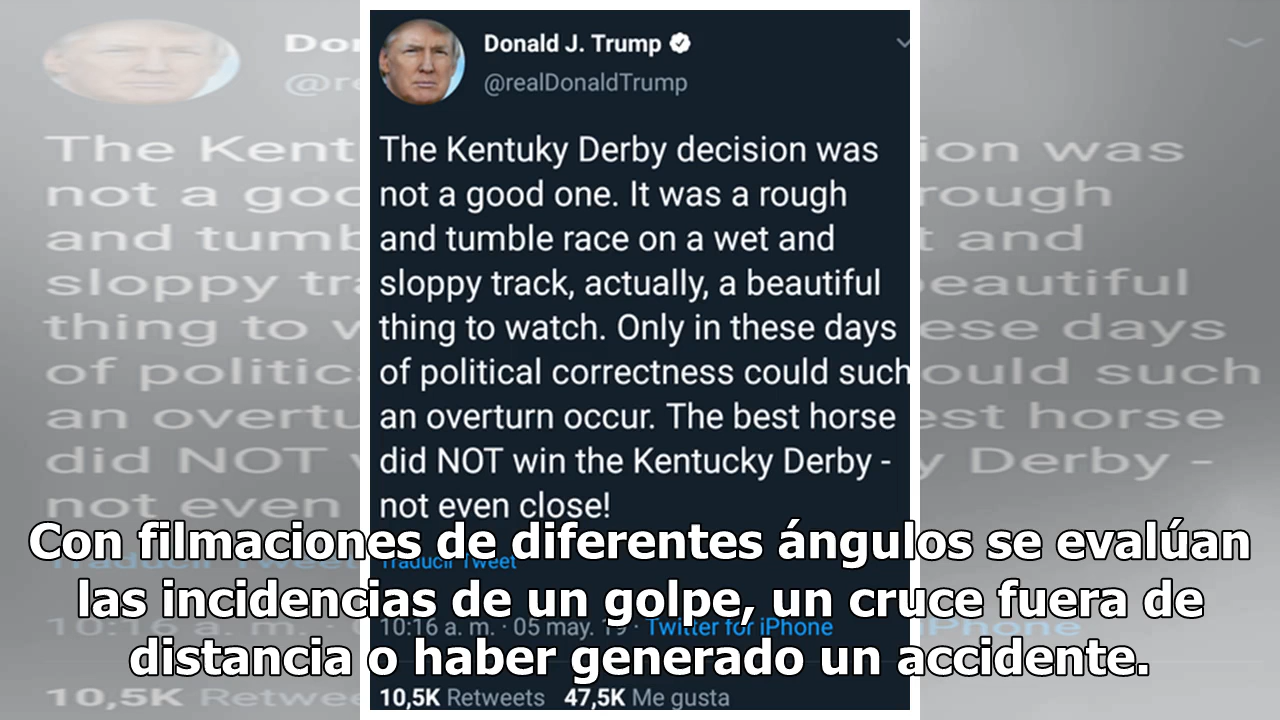 Donald J. Trump
@realDonaldTrump
The Kentuky Derby decision was
not a good one. It was a rough
and tumble race on a wet and
sloppy track, actually, a beautiful
thing to watch. Only in these days
of political correctness could such
an overturn occur. The best horse
did NOT win the Kentucky Derby -
not even close!
Traducir Tweet
10:16 a. m. · 05 may. 19 · Twitter for iPhone
10,5K Retweets 47,5K Me gusta
Con filmaciones de diferentes ángulos se evalúan
las incidencias de un golpe, un cruce fuera de
distancia o haber generado un accidente.